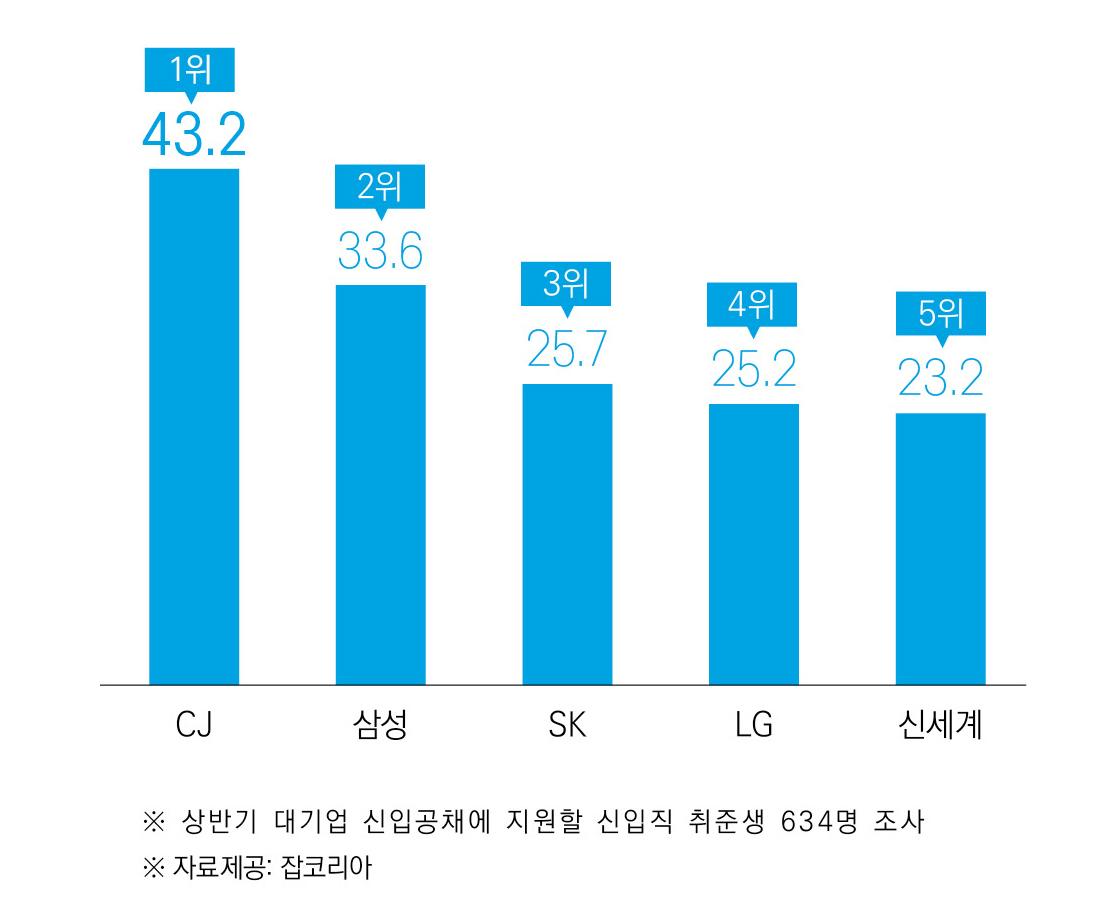 1위
43.2
2위
33.6
3위
25.7
4위
25.2
5위
23.2
CJ
삼성
SK
LG
신세계
※ 상반기 대기업 신입공채에 지원할 신입직 취준생 634명 조사
※ 자료제공: 잡코리아